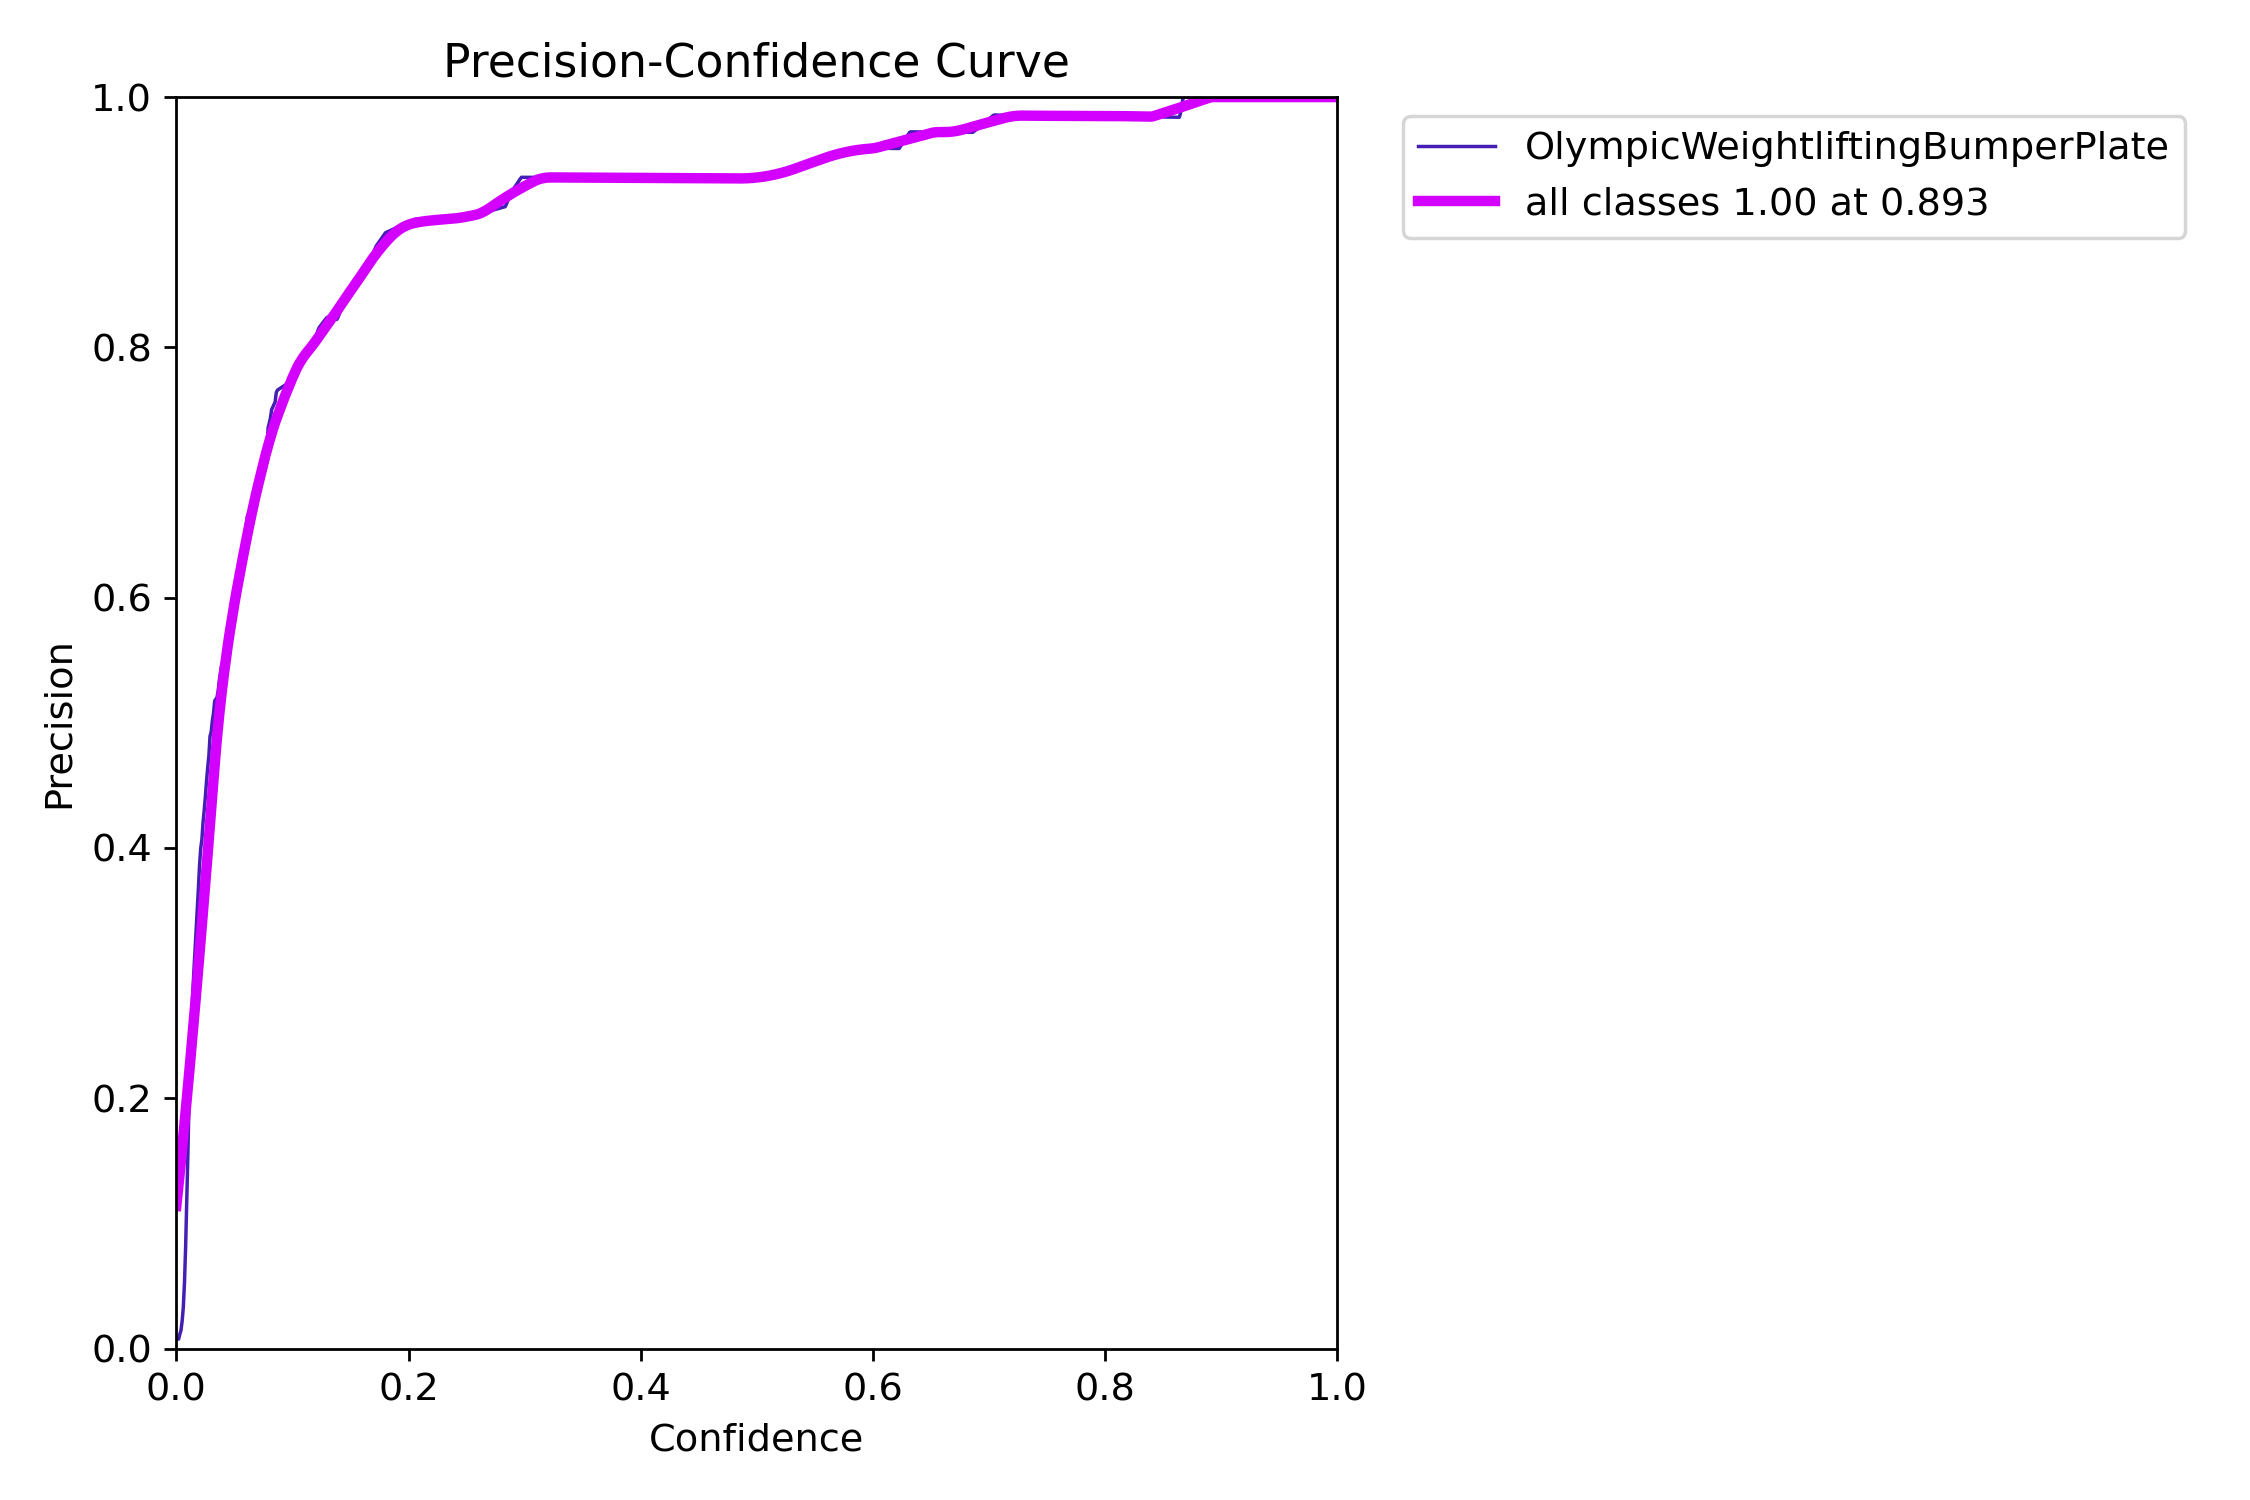 Precision-Confidence Curve
OlympicWeightliftingBumperPlate
all classes 1.00 at 0.893
Precision
1.0
0.8
0.6
0.4
0.2
0.0
0.0 0.2 0.4 0.6 0.8 1.0
Confidence